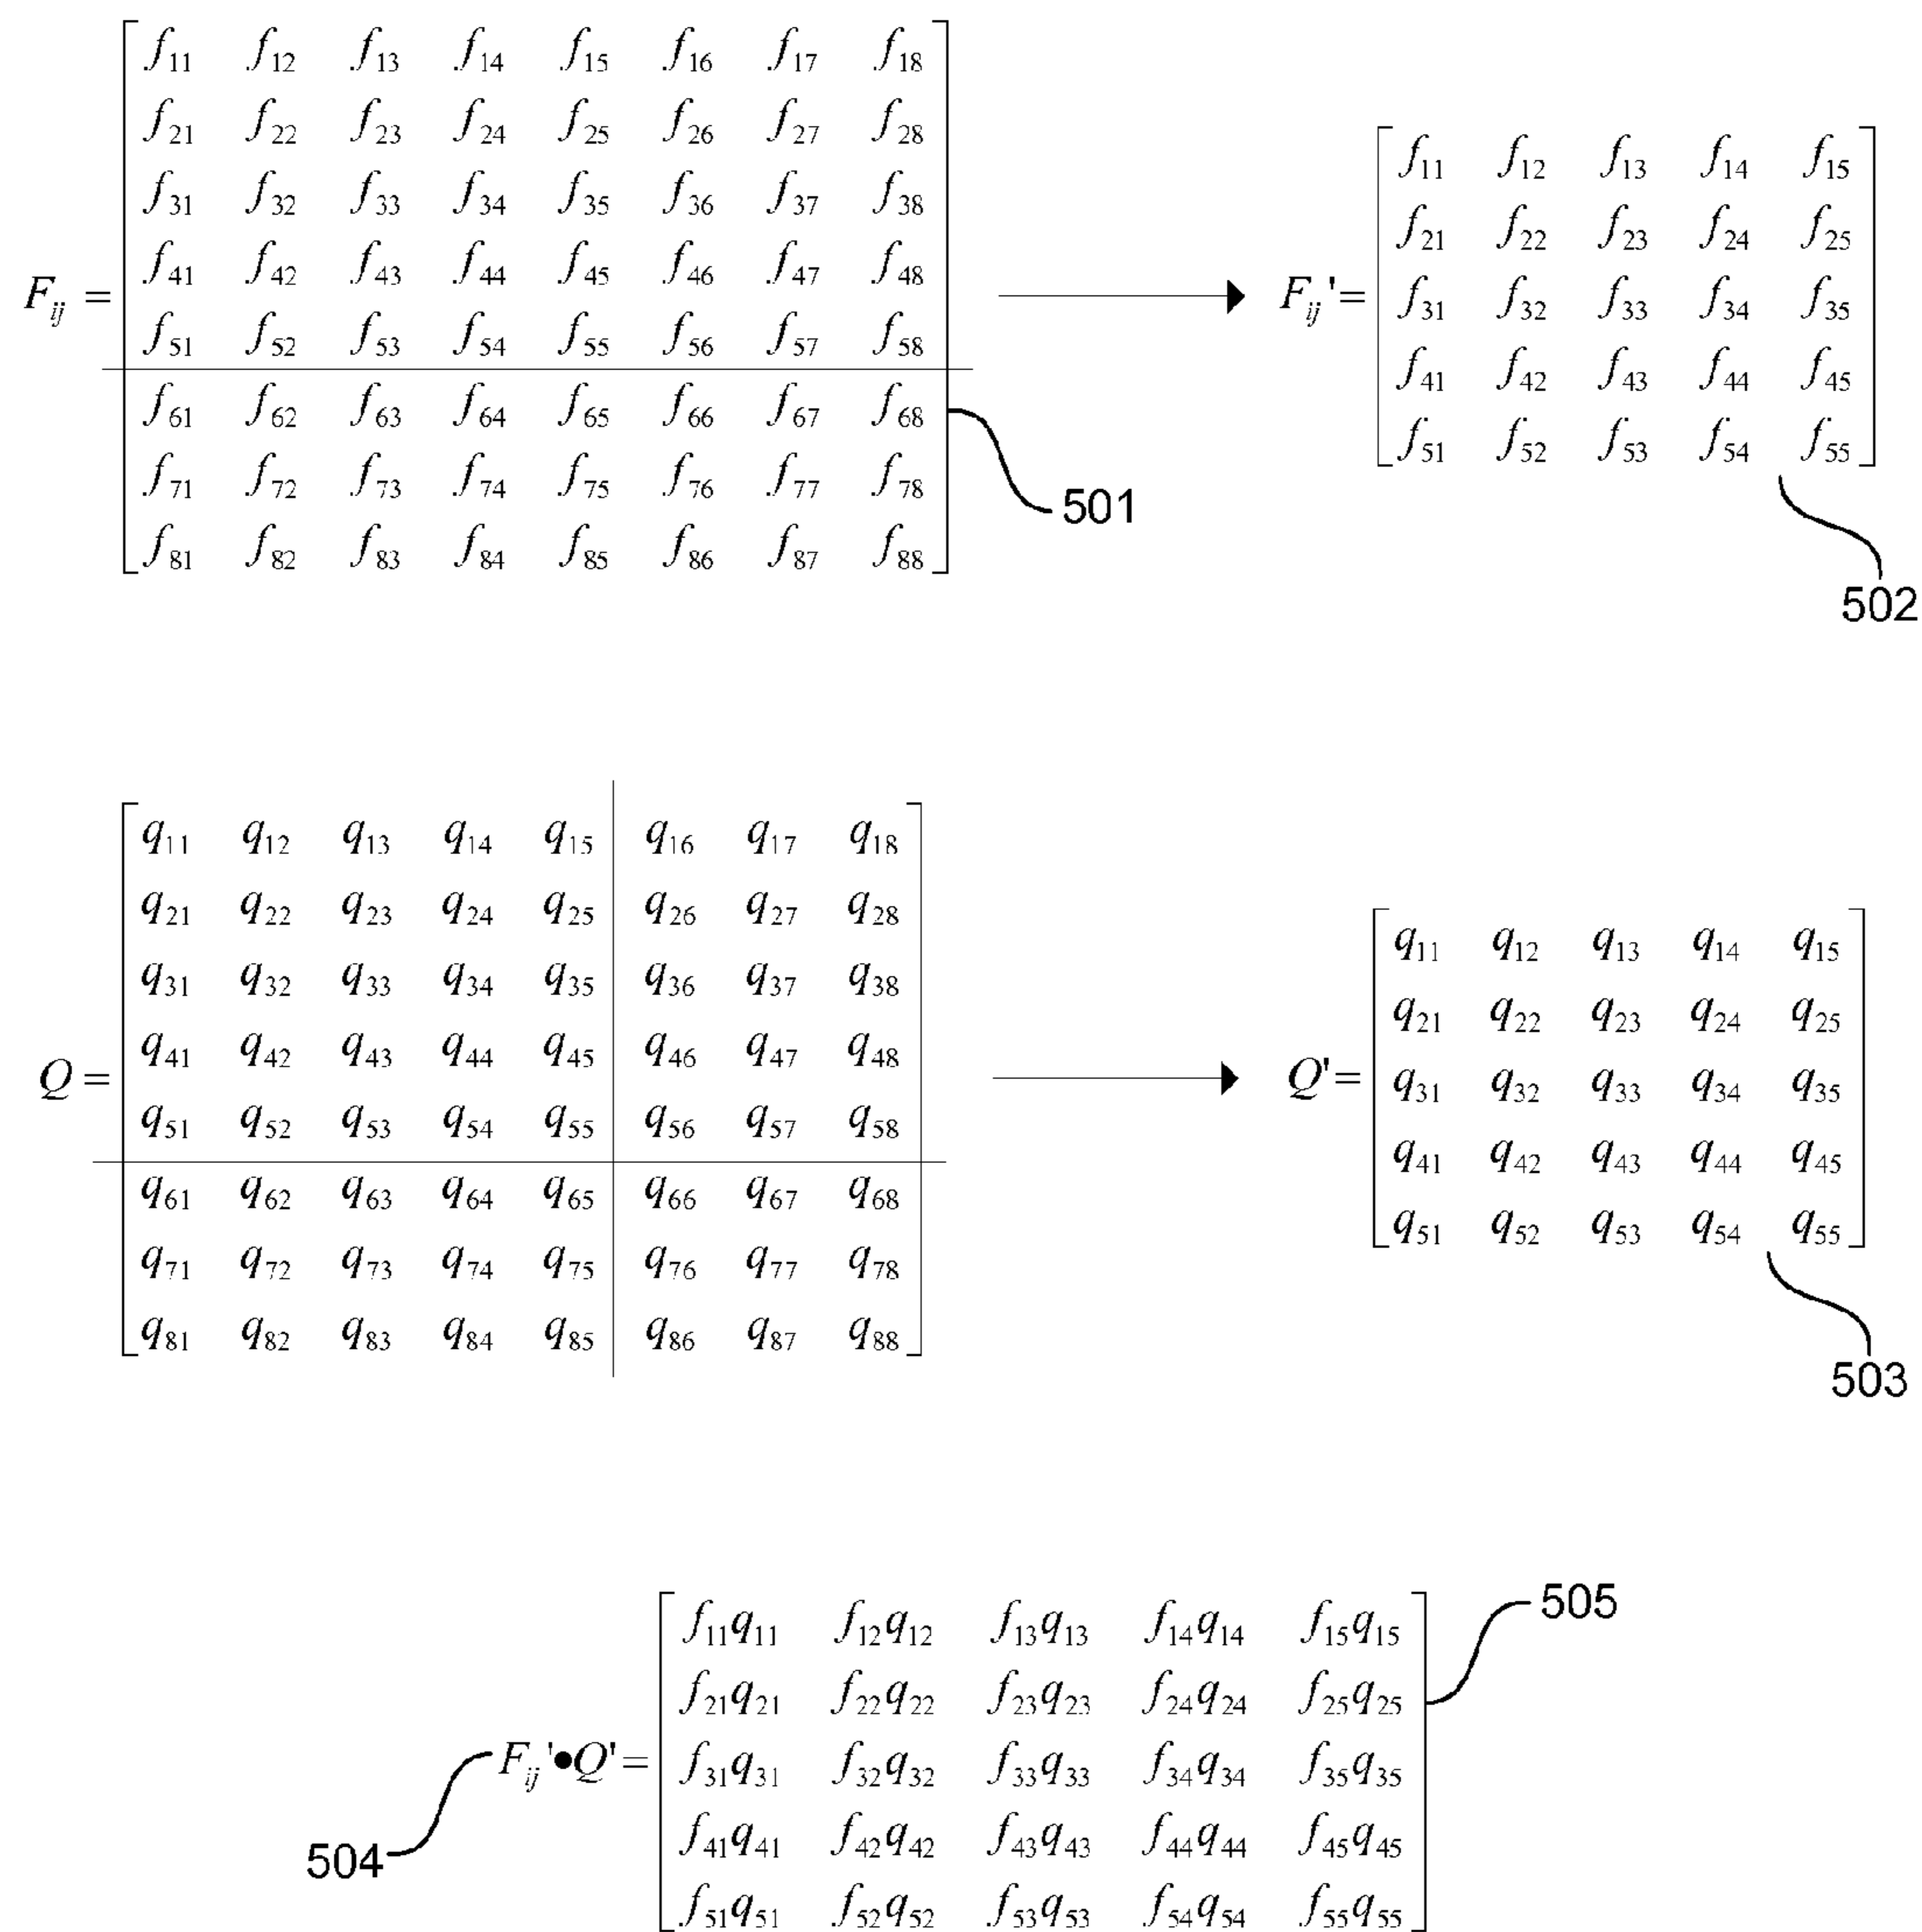 f11 f12 f13 f14 f15 f16 f17 f18
f21 f22 f23 f24 f25 f26 f27 f28
f31 f32 f33 f34 f35 f36 f37 f38
f41 f42 f43 f44 f45 f46 f47 f48
Fij =
f51 f52 f53 f54 f55 f56 f57 f58
f61 f62 f63 f64 f65 f66 f67 f68
f71 f72 f73 f74 f75 f76 f77 f78
f81 f82 f83 f84 f85 f86 f87 f88
501
f11 f12 f13 f14 f15
f21 f22 f23 f24 f25
Fij'= f31 f32 f33 f34 f35
f41 f42 f43 f44 f45
f51 f52 f53 f54 f55
502
q11 q12 q13 q14 q15 q16 q17 q18
q21 q22 q23 q24 q25 q26 q27 q28
q31 q32 q33 q34 q35 q36 q37 q38
q41 q42 q43 q44 q45 q46 q47 q48
Q =
q51 q52 q53 q54 q55 q56 q57 q58
q61 q62 q63 q64 q65 q66 q67 q68
q71 q72 q73 q74 q75 q76 q77 q78
q81 q82 q83 q84 q85 q86 q87 q88
q11 q12 q13 q14 q15
q21 q22 q23 q24 q25
Q'= q31 q32 q33 q34 q35
q41 q42 q43 q44 q45
q51 q52 q53 q54 q55
503
f11q11 f12q12 f13q13 f14q14 f15q15
505
f21q21 f22q22 f23q23 f24q24 f25q25
Fij'●Q'= f31q31 f32q32 f33q33 f34q34 f35q35
f41q41 f42q42 f43q43 f44q44 f45q45
504
f51q51 f52q52 f53q53 f54q54 f55q55